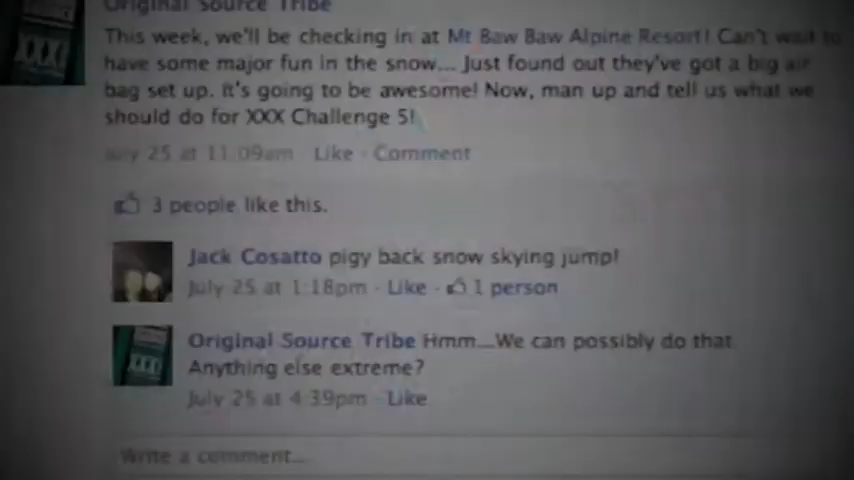 Original Source Tribe
This week, we'll be checking in at Mt Baw Baw Alpine Resort! Can't wait to
have some major fun in the snow... Just found out they've got a big air
bag set up. It's going to be awesome! Now, man up and tell us what we
should do for XXX Challenge 5!
July 25 at 11:09am · Like · Comment
3 people like this.
Jack Cosatto pigy back snow skying jump!
July 25 at 1:18pm · Like · 1 person
Original Source Tribe Hmm...We can possibly do that.
Anything else extreme?
July 25 at 4:39pm · Like
Write a comment...
XXX
XXX